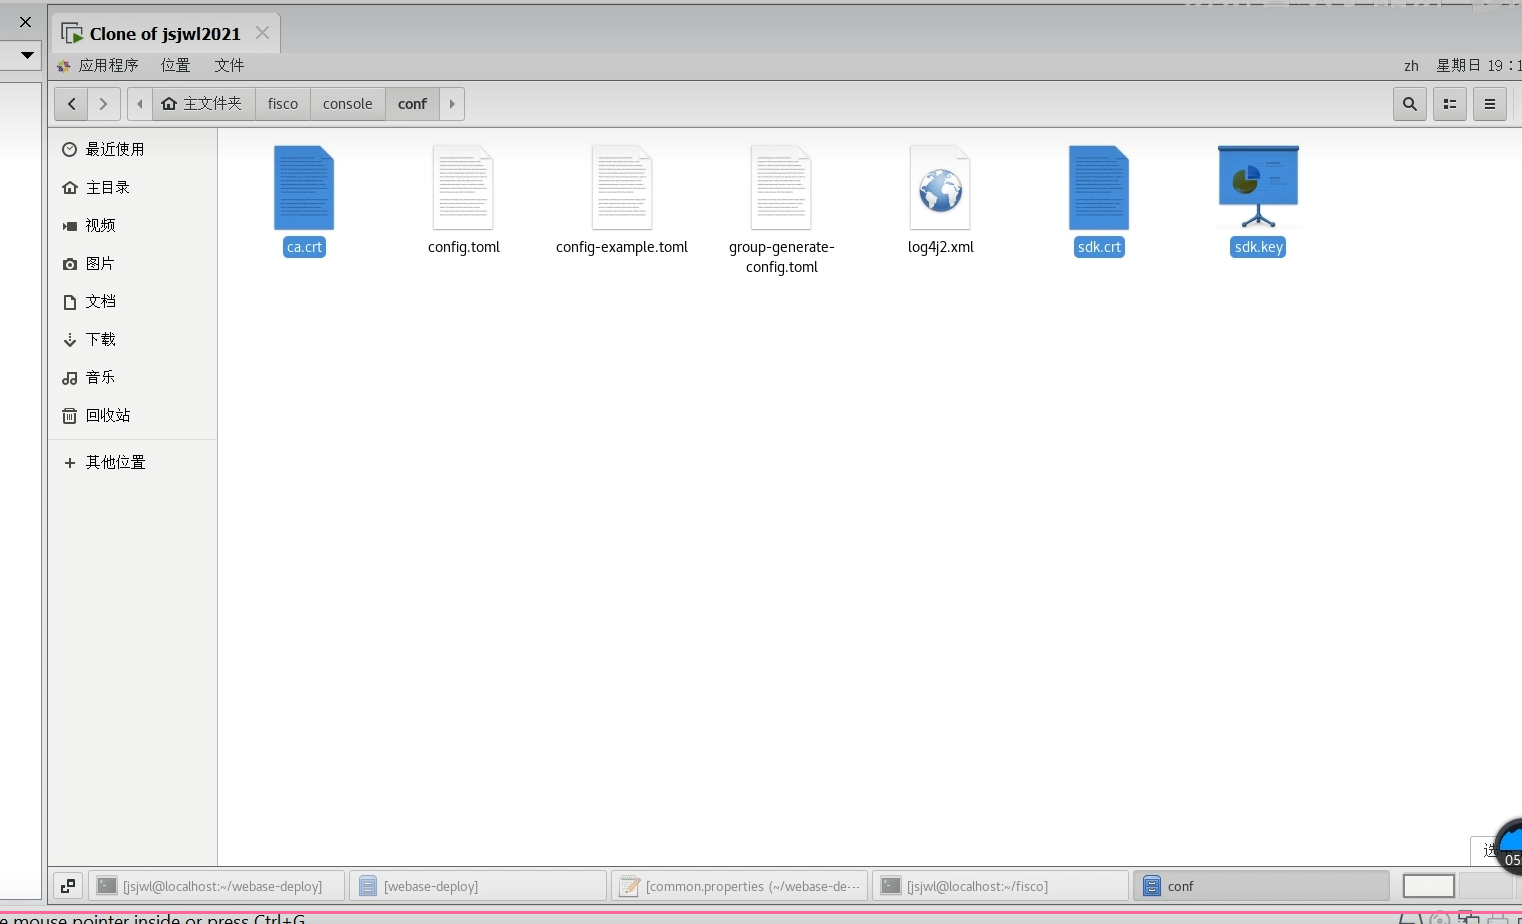 Clone of jsjwl2021
应用程序 位置 文件
zh 星期日 19 : 1
主文件夹 fisco console conf
最近使用
主目录
视频
图片
文档
下载
音乐
回收站
其他位置
ca.crt config.toml config-example.toml group-generate-config.toml log4j2.xml sdk.crt sdk.key
选
05
[jsjwl@localhost:~/webase-deploy] [webase-deploy] [common.properties (~/webase-de··· [jsjwl@localhost:~/fisco] conf
e mouse pointer inside or press Ctrl+G